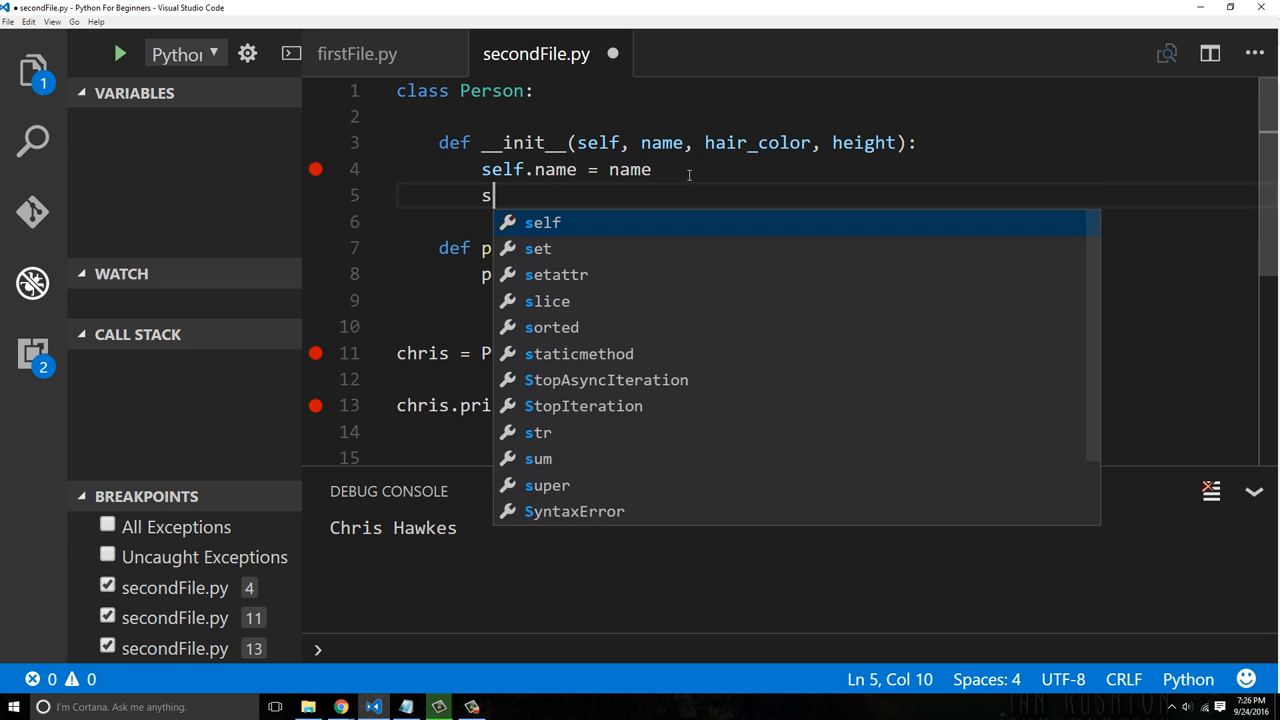 ● secondFile.py - Python For Beginners - Visual Studio Code
File Edit View Go Help
Python
firstFile.py
secondFile.py
VARIABLES
WATCH
CALL STACK
BREAKPOINTS
All Exceptions
Uncaught Exceptions
secondFile.py 4
secondFile.py 11
secondFile.py 13
1
2
1 class Person:
2
3 def __init__(self, name, hair_color, height):
4 self.name = name
5 s
6
7 def p
8 p
9
10
11 chris = P
12
13 chris.pri
14
15
self
set
setattr
slice
sorted
staticmethod
StopAsyncIteration
StopIteration
str
sum
super
SyntaxError
DEBUG CONSOLE
Chris Hawkes
0 0
Ln 5, Col 10 Spaces: 4 UTF-8 CRLF Python
I'm Cortana. Ask me anything.
7:26 PM
9/24/2016